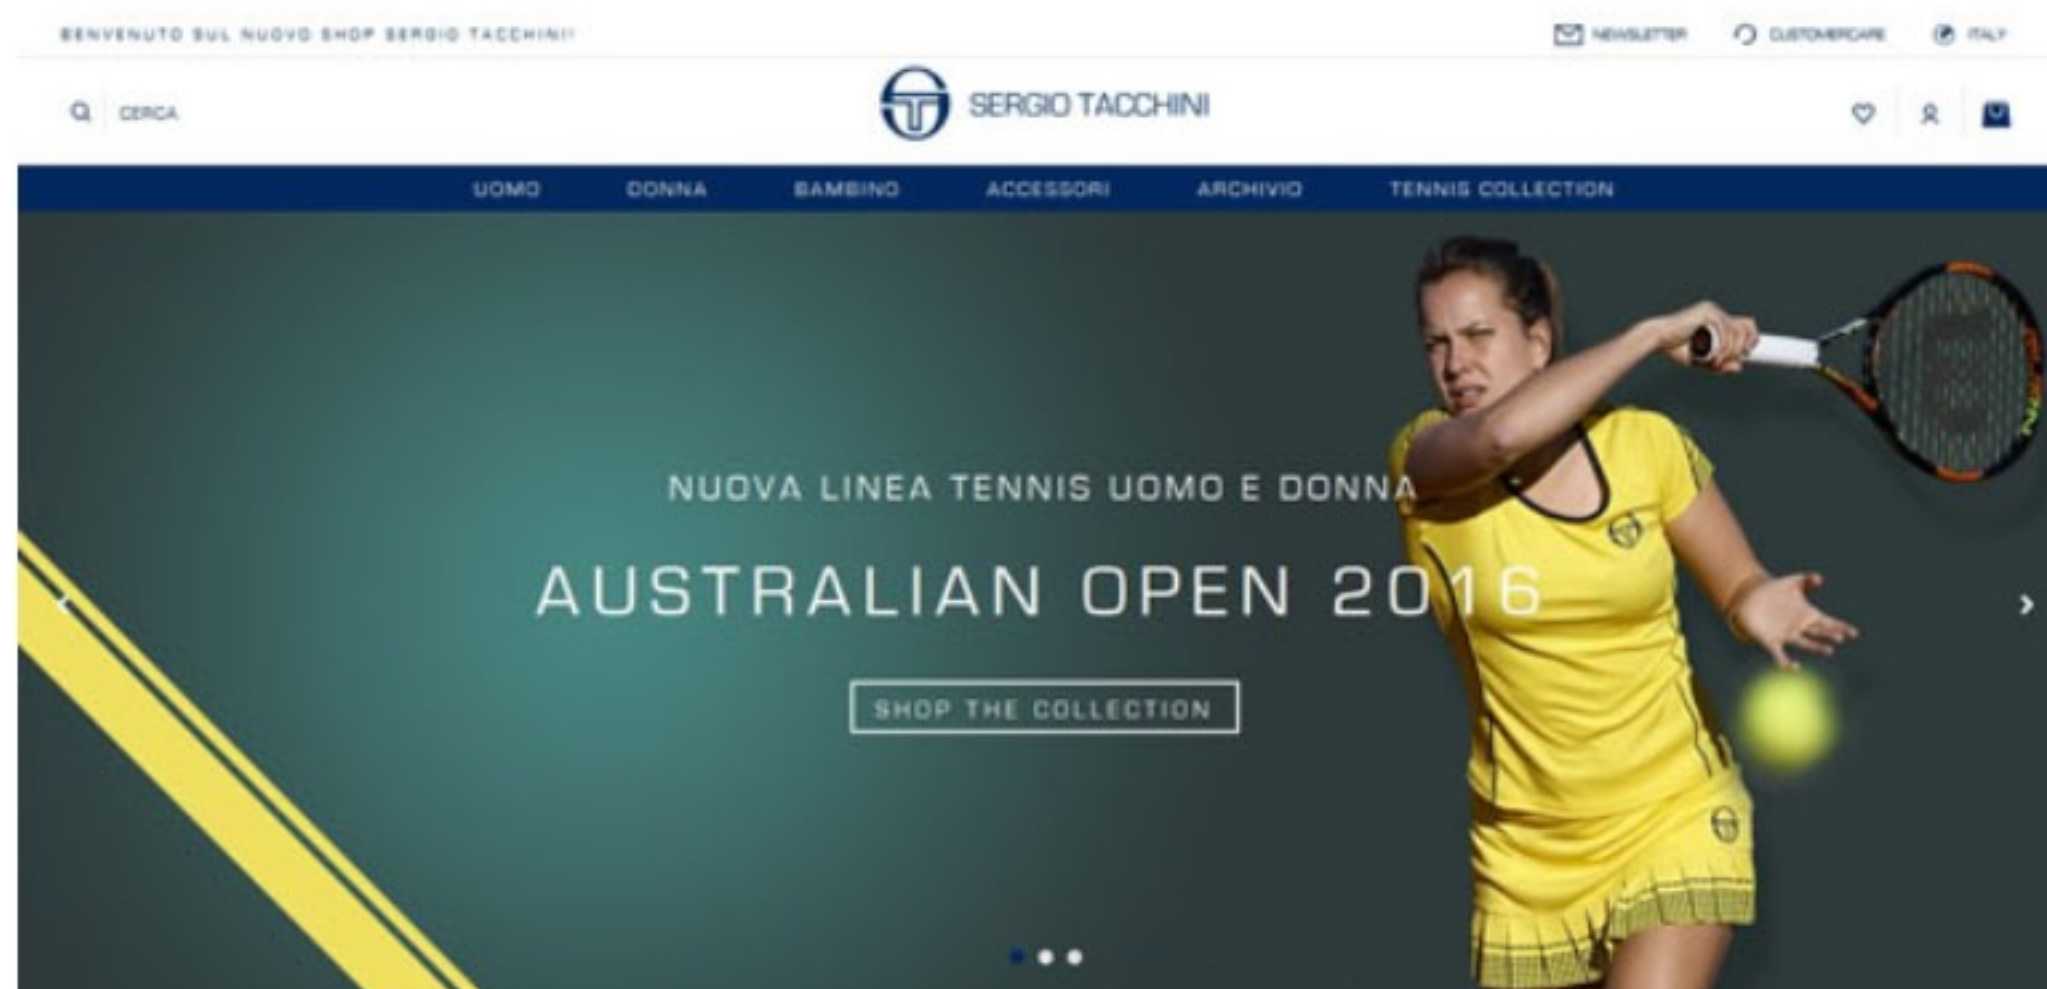 BENVENUTO SUL NUOVO SHOP SERGIO TACCHINI!
NEWSLETTER CUSTOMERCARE ITALY
CERCA
SERGIO TACCHINI
UOMO DONNA BAMBINO ACCESSORI ARCHIVIO TENNIS COLLECTION
NUOVA LINEA TENNIS UOMO E DONNA
AUSTRALIAN OPEN 2016
SHOP THE COLLECTION